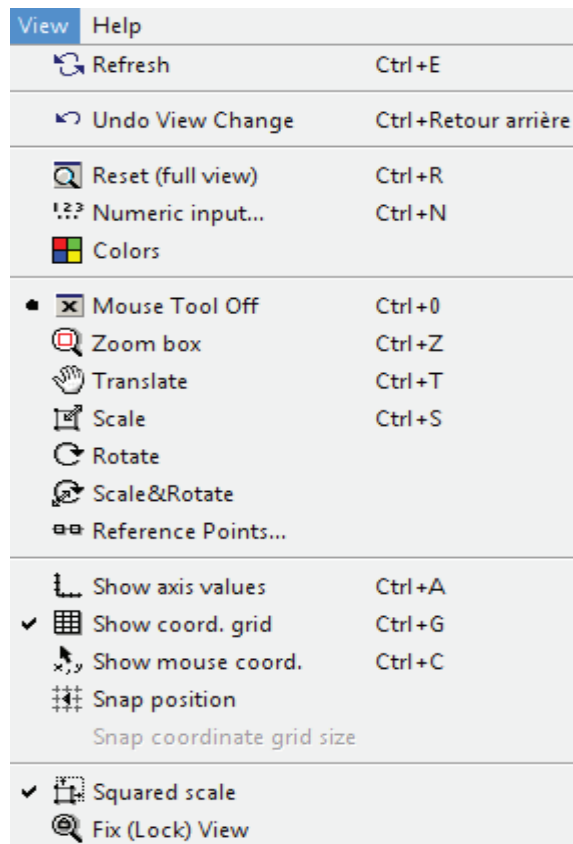 View Help
Refresh Ctrl+E
Undo View Change Ctrl+Retour arrière
Reset (full view) Ctrl+R
1 2 3 Numeric input... Ctrl+N
Colors
Mouse Tool Off Ctrl+0
Zoom box Ctrl+Z
Translate Ctrl+T
Scale Ctrl+S
Rotate
Scale&Rotate
Reference Points...
Show axis values Ctrl+A
Show coord. grid Ctrl+G
x,y Show mouse coord. Ctrl+C
Snap position
Snap coordinate grid size
Squared scale
Fix (Lock) View